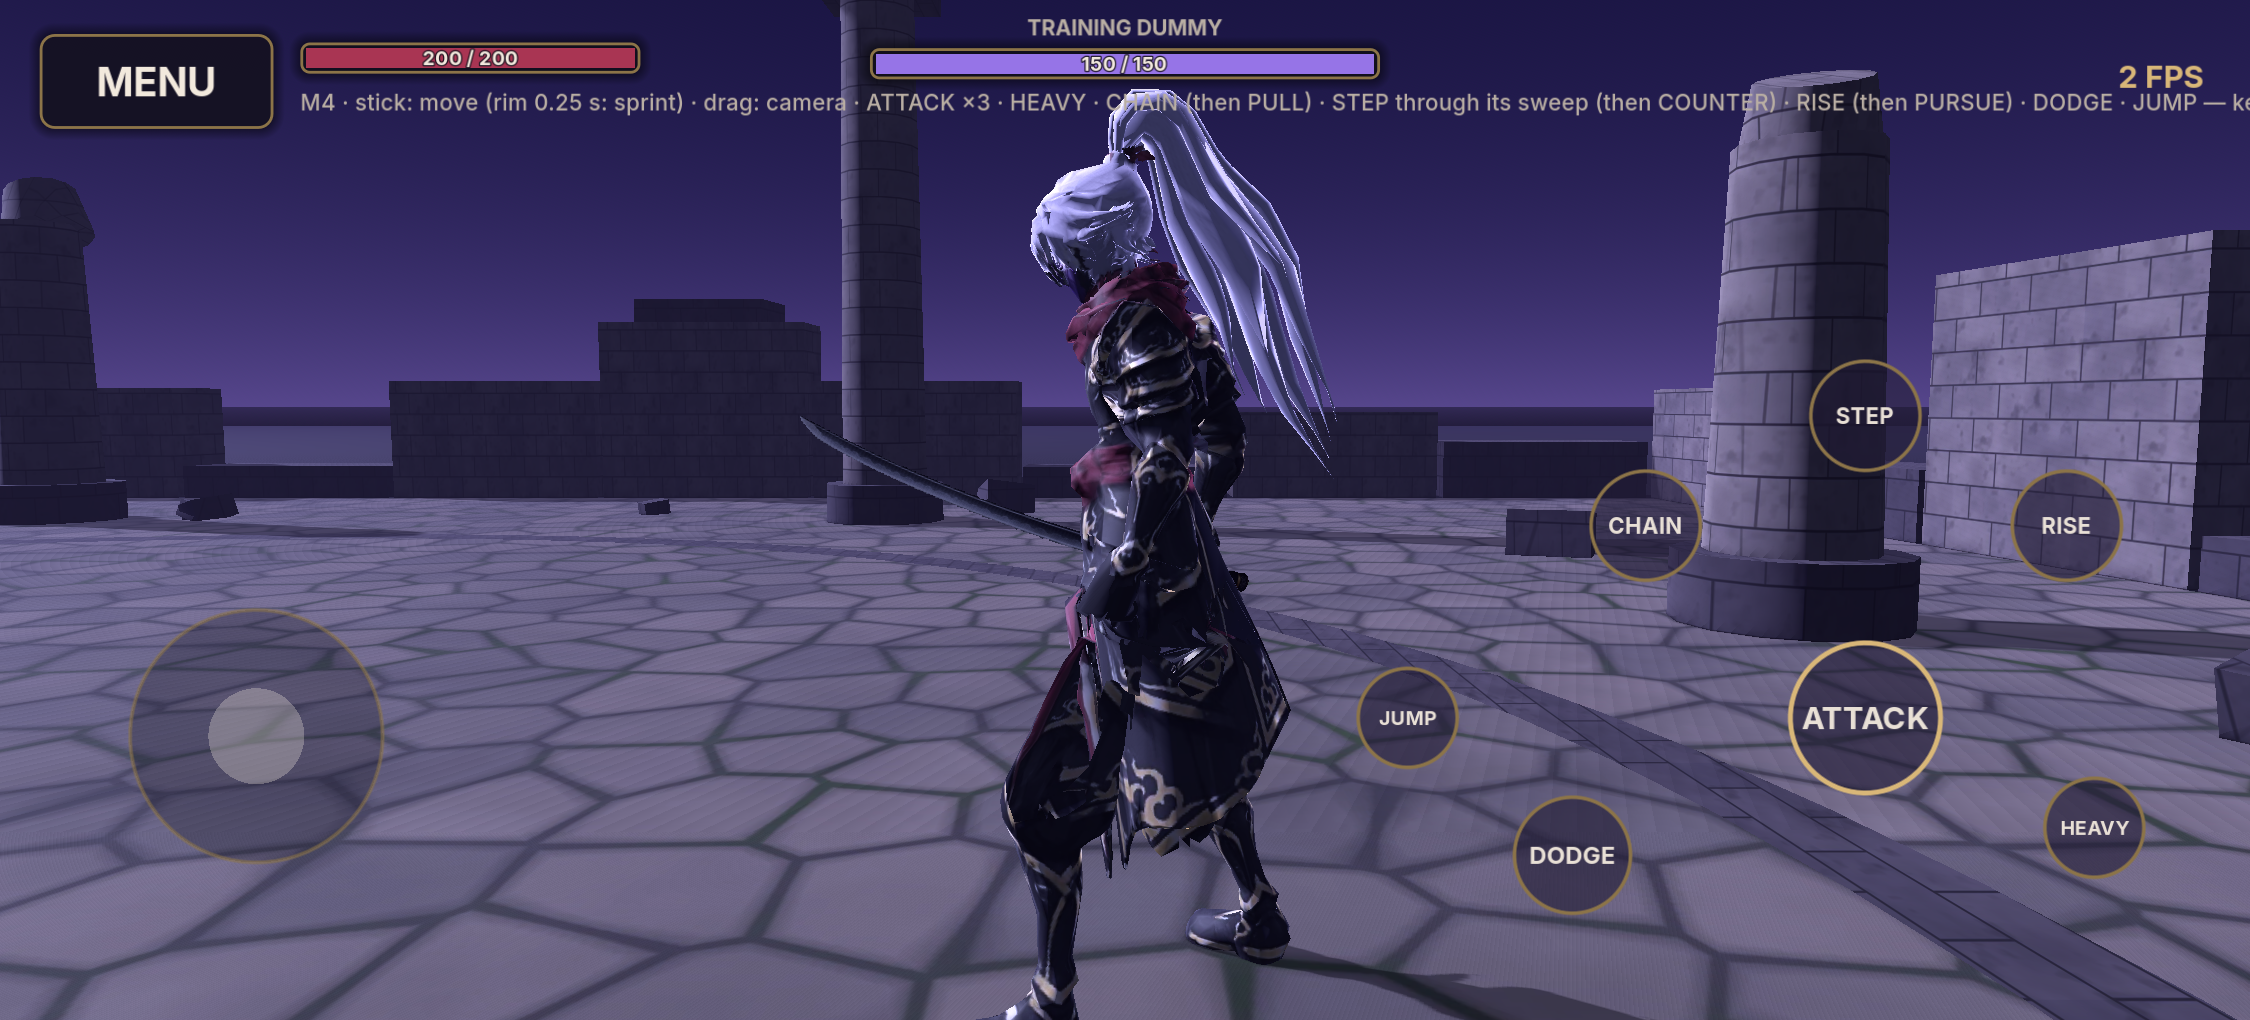 TRAINING DUMMY
MENU
200 / 200
150 / 150
2 FPS
M4 · stick: move (rim 0.25 s: sprint) · drag: camera · ATTACK ×3 · HEAVY · CHAIN (then PULL) · STEP through its sweep (then COUNTER) · RISE (then PURSUE) · DODGE · JUMP — ke
STEP
CHAIN
RISE
JUMP
ATTACK
HEAVY
DODGE